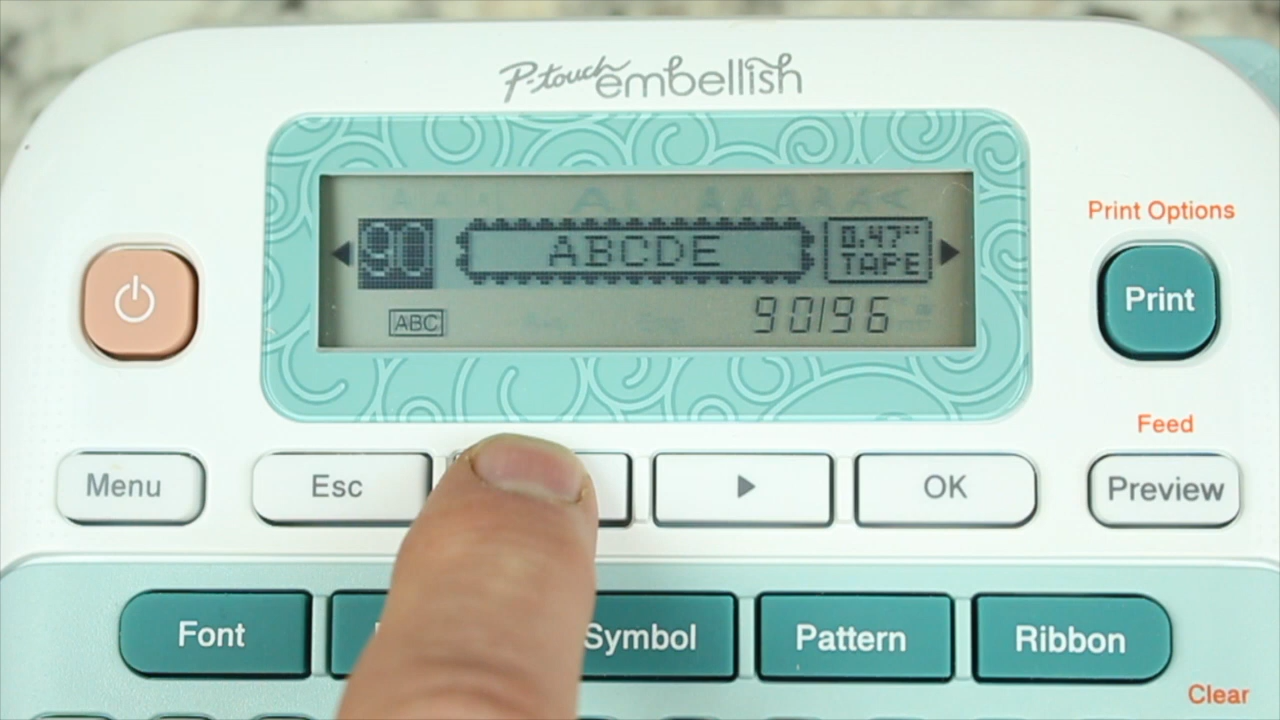 P-touch embellish
Print Options
90 ABCDE 0.47" TAPE
ABC 90/96
Print
Feed
Menu Esc OK Preview
Font Symbol Pattern Ribbon
Clear